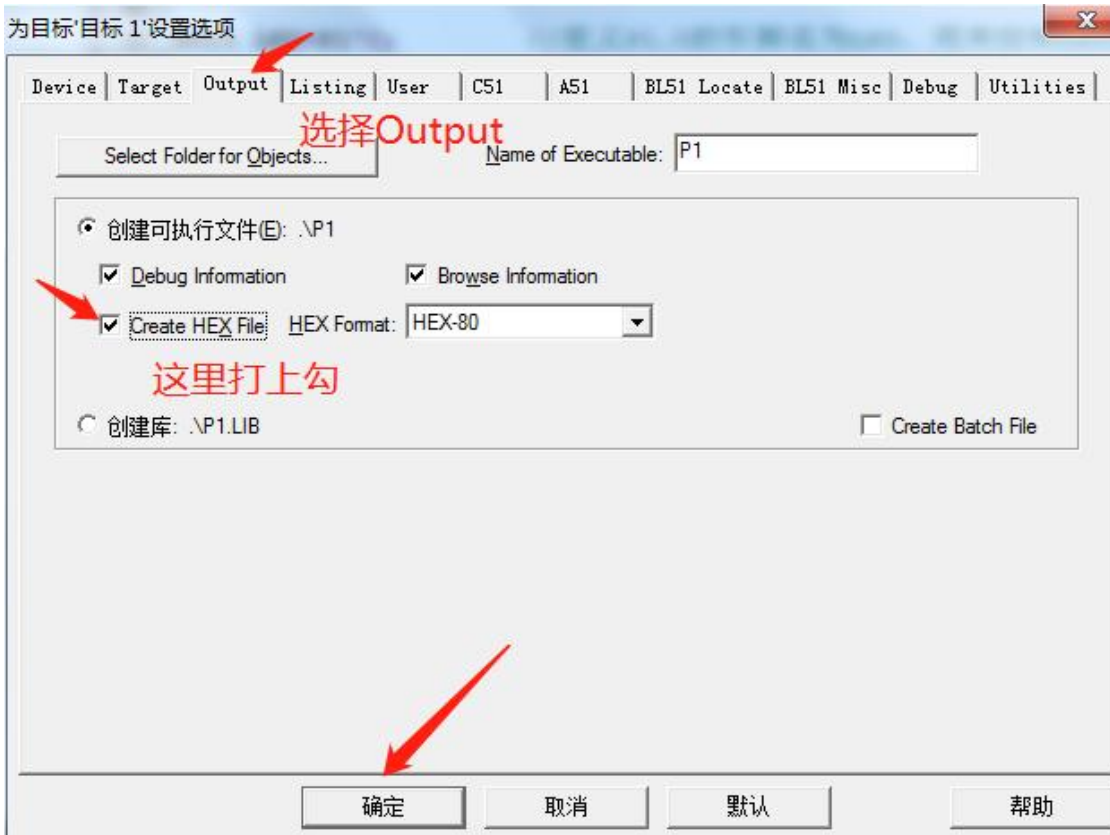 为目标'目标 1'设置选项
Device Target Output Listing User C51 A51 BL51 Locate BL51 Misc Debug Utilities
选择Output
Select Folder for Objects... Name of Executable: P1
创建可执行文件(E): .\P1
Debug Information Browse Information
Create HEX File HEX Format: HEX-80
这里打上勾
创建库: .\P1.LIB Create Batch File
确定 取消 默认 帮助